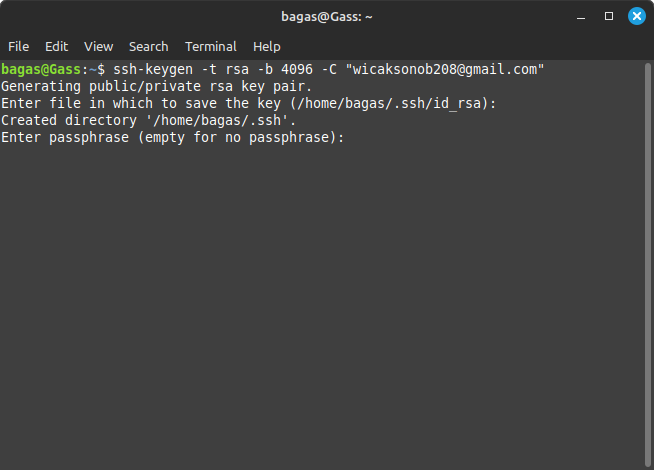 bagas@Gass: ~
File Edit View Search Terminal Help
bagas@Gass:~$ ssh-keygen -t rsa -b 4096 -C "wicaksonob208@gmail.com"
Generating public/private rsa key pair.
Enter file in which to save the key (/home/bagas/.ssh/id_rsa):
Created directory '/home/bagas/.ssh'.
Enter passphrase (empty for no passphrase):